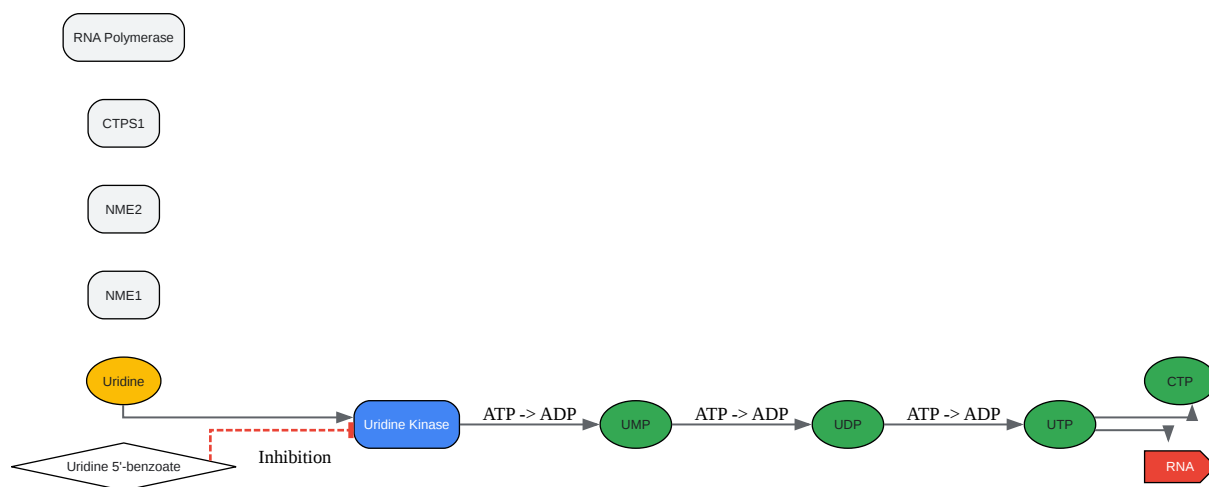 RNA Polymerase
CTPS1
NME2
NME1
Uridine
CTP
ATP -> ADP
ATP -> ADP
ATP -> ADP
Uridine Kinase
UMP
UDP
UTP
Inhibition
Uridine 5'-benzoate
RNA